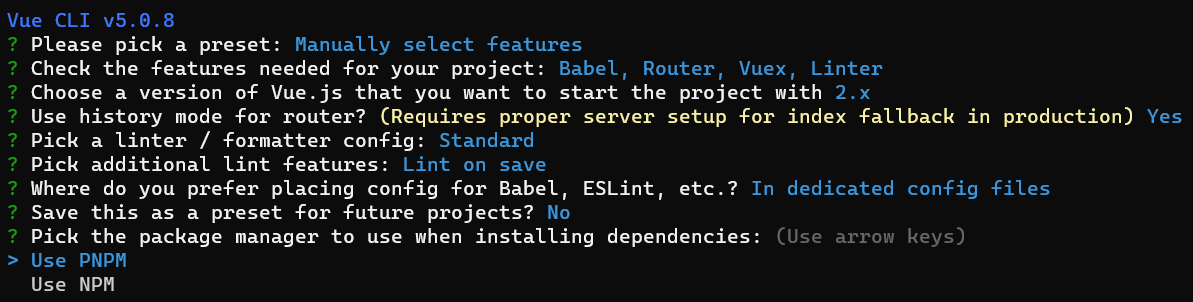 Vue CLI v5.0.8
? Please pick a preset: Manually select features
? Check the features needed for your project: Babel, Router, Vuex, Linter
? Choose a version of Vue.js that you want to start the project with 2.x
? Use history mode for router? (Requires proper server setup for index fallback in production) Yes
? Pick a linter / formatter config: Standard
? Pick additional lint features: Lint on save
? Where do you prefer placing config for Babel, ESLint, etc.? In dedicated config files
? Save this as a preset for future projects? No
? Pick the package manager to use when installing dependencies: (Use arrow keys)
> Use PNPM
  Use NPM